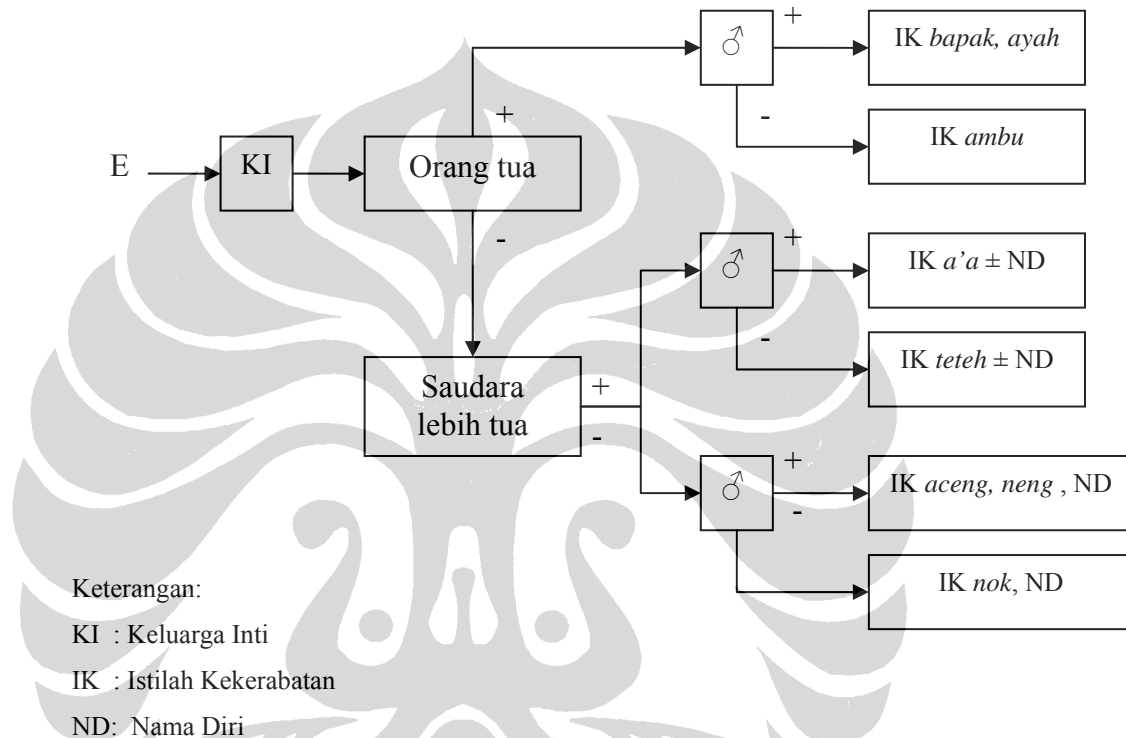 ♂
+
IK bapak, ayah
-
IK ambu
E
KI
+
Orang tua
-
♂
+
IK a’a ± ND
-
IK teteh ± ND
Saudara
lebih tua
+
-
♂
+
IK aceng, neng , ND
-
IK nok, ND
Keterangan:
KI : Keluarga Inti
IK : Istilah Kekerabatan
ND: Nama Diri